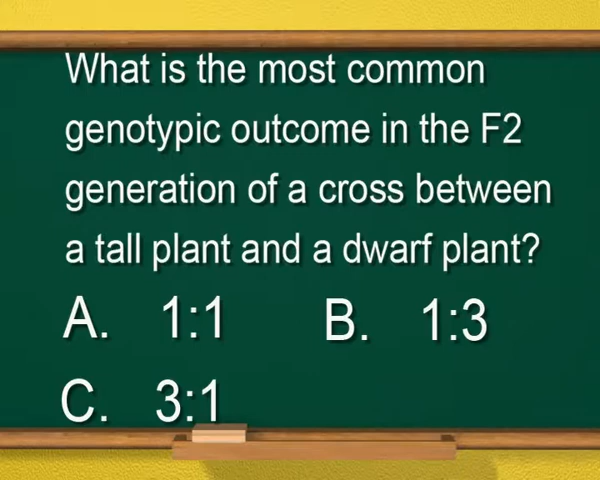 What is the most common
genotypic outcome in the F2
generation of a cross between
a tall plant and a dwarf plant?
A. 1:1 B. 1:3
C. 3:1